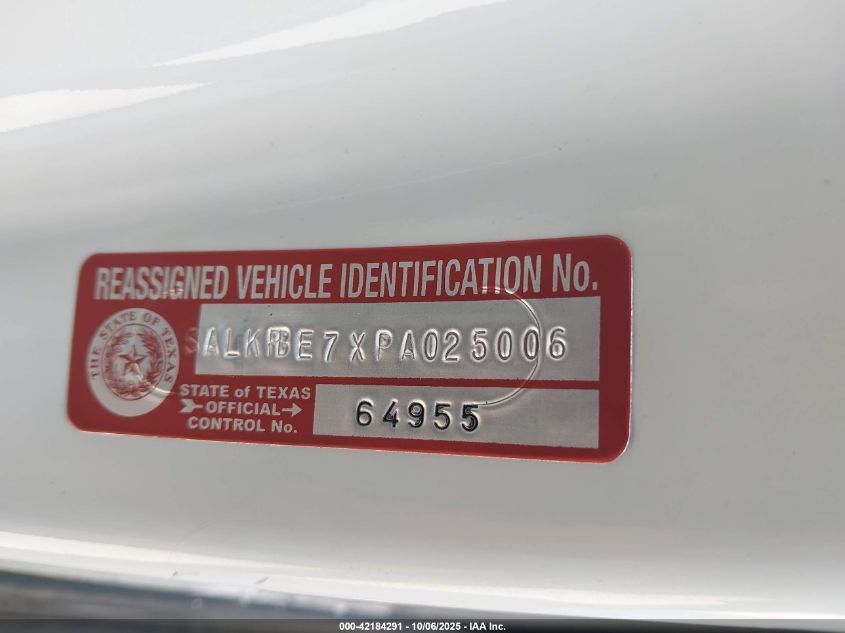 REASSIGNED VEHICLE IDENTIFICATION No.
THE STATE OF TEXAS
SALKPBE7XPA025006
STATE of TEXAS
OFFICIAL
CONTROL No.
64955
000-42184291 - 10/06/2025 - IAA Inc.